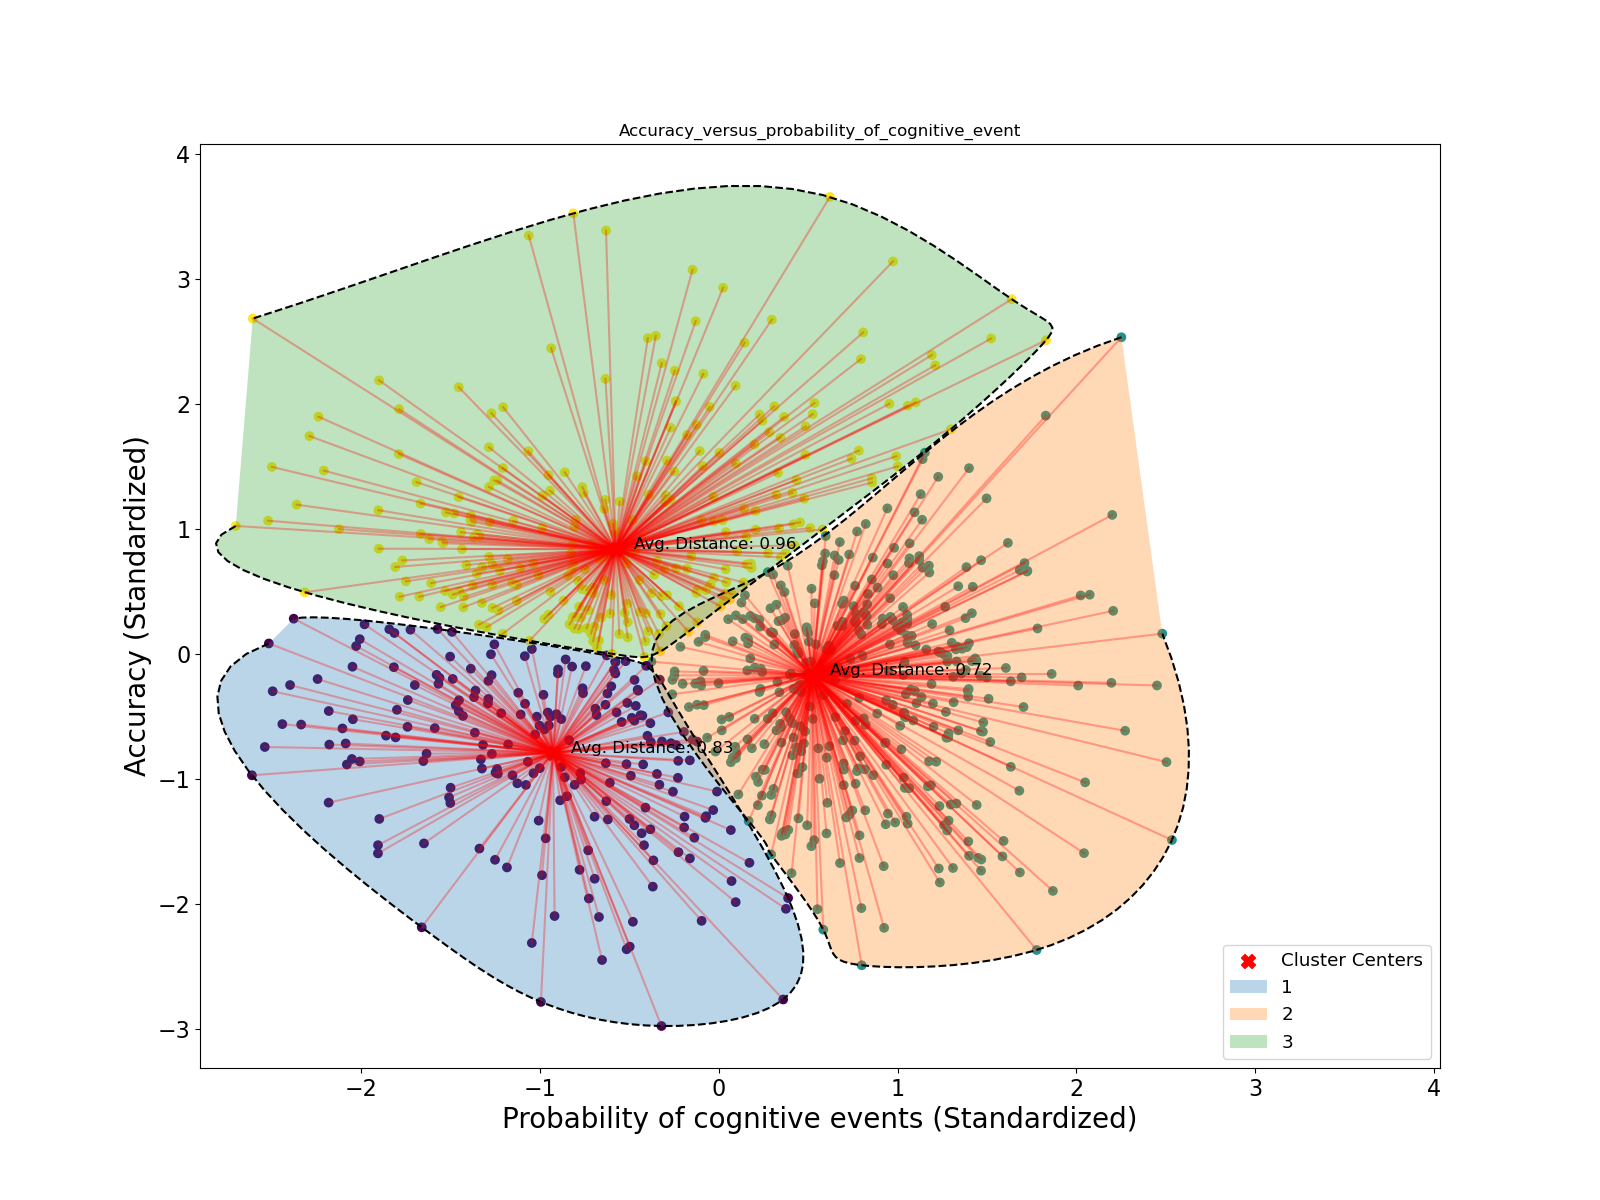 Accuracy_versus_probability_of_cognitive_event
4
3
2
1
0
−1
−2
−3
Accuracy (Standardized)
Avg. Distance: 0.96
Avg. Distance: 0.72
Avg. Distance: 0.83
Cluster Centers
1
2
3
−2
−1
0
1
2
3
4
Probability of cognitive events (Standardized)